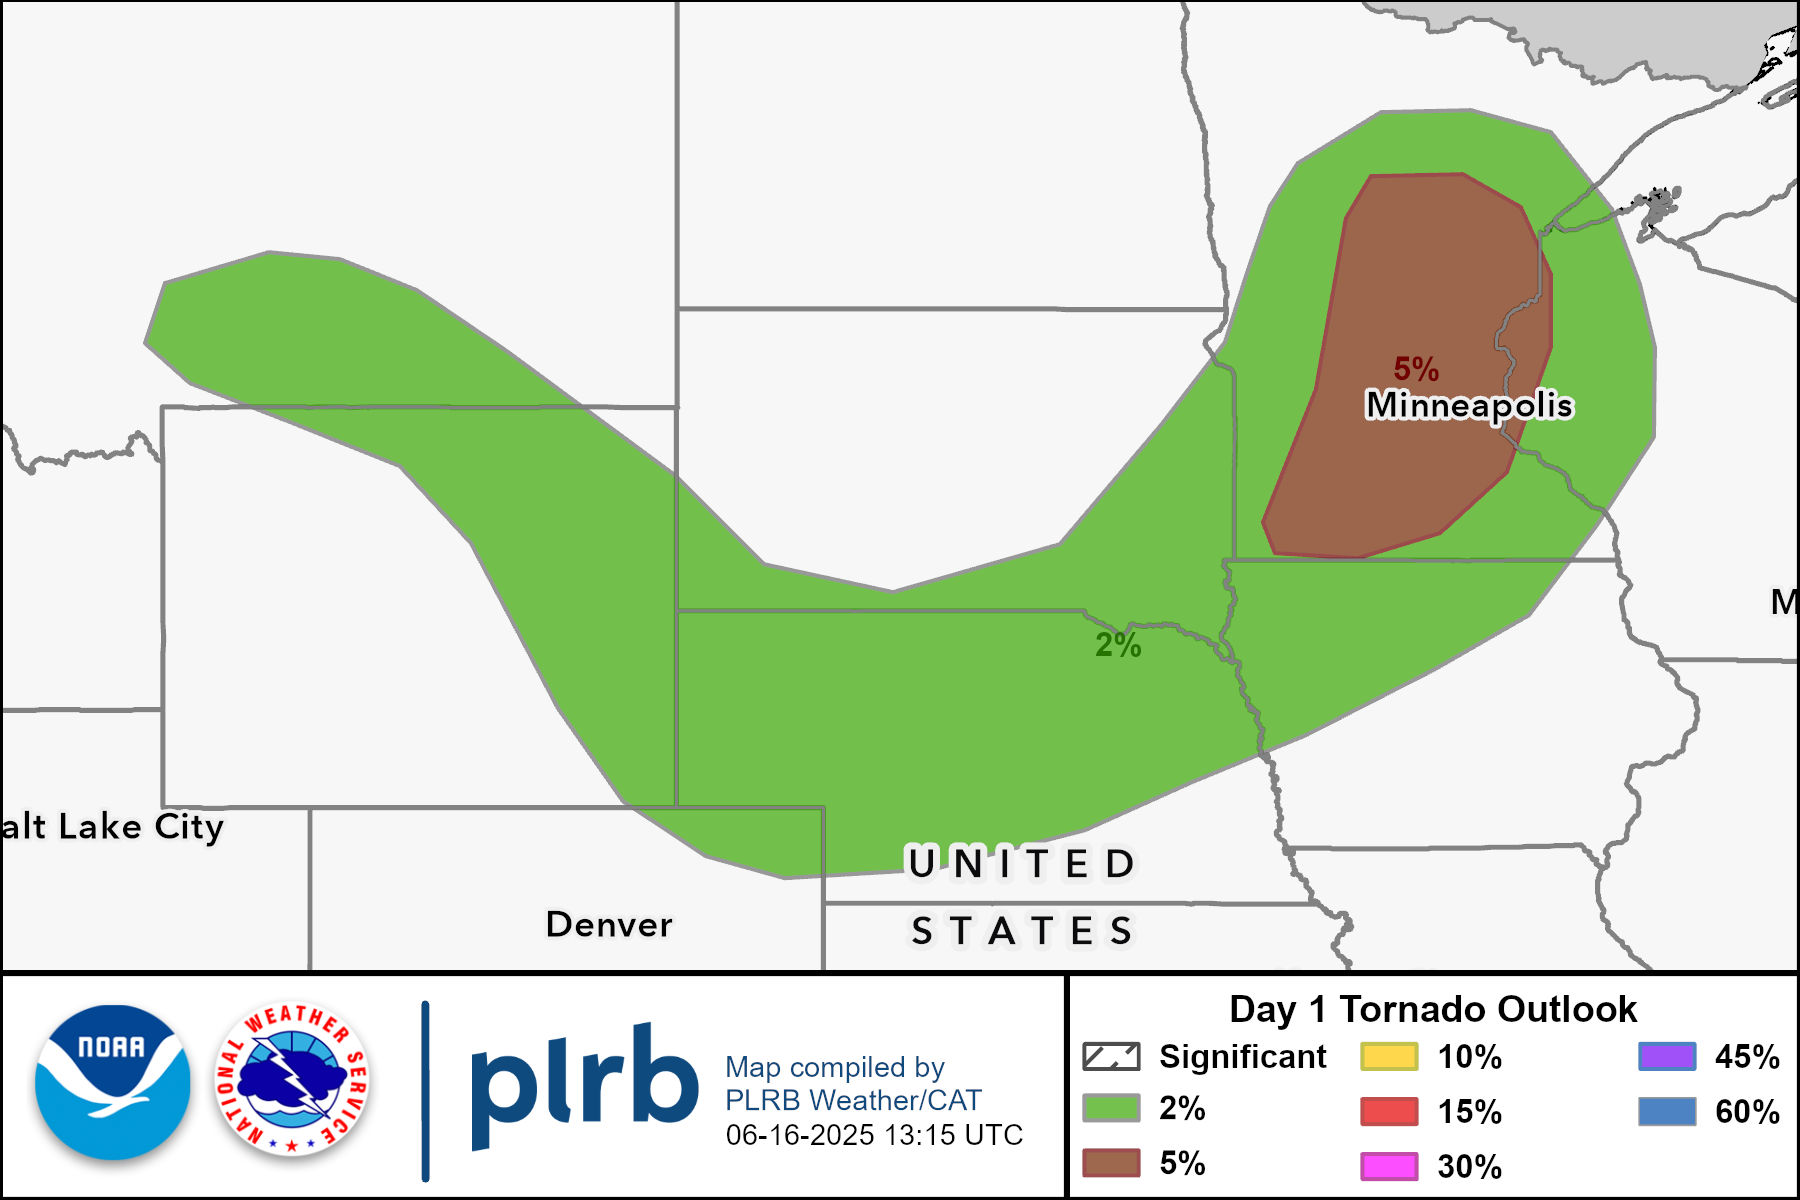 5%
Minneapolis
2%
M
alt Lake City
UNITED
STATES
Denver
NOAA
NATIONAL WEATHER SERVICE
plrb
Map compiled by
PLRB Weather/CAT
06-16-2025 13:15 UTC
Day 1 Tornado Outlook
Significant
2%
5%
10%
15%
30%
45%
60%